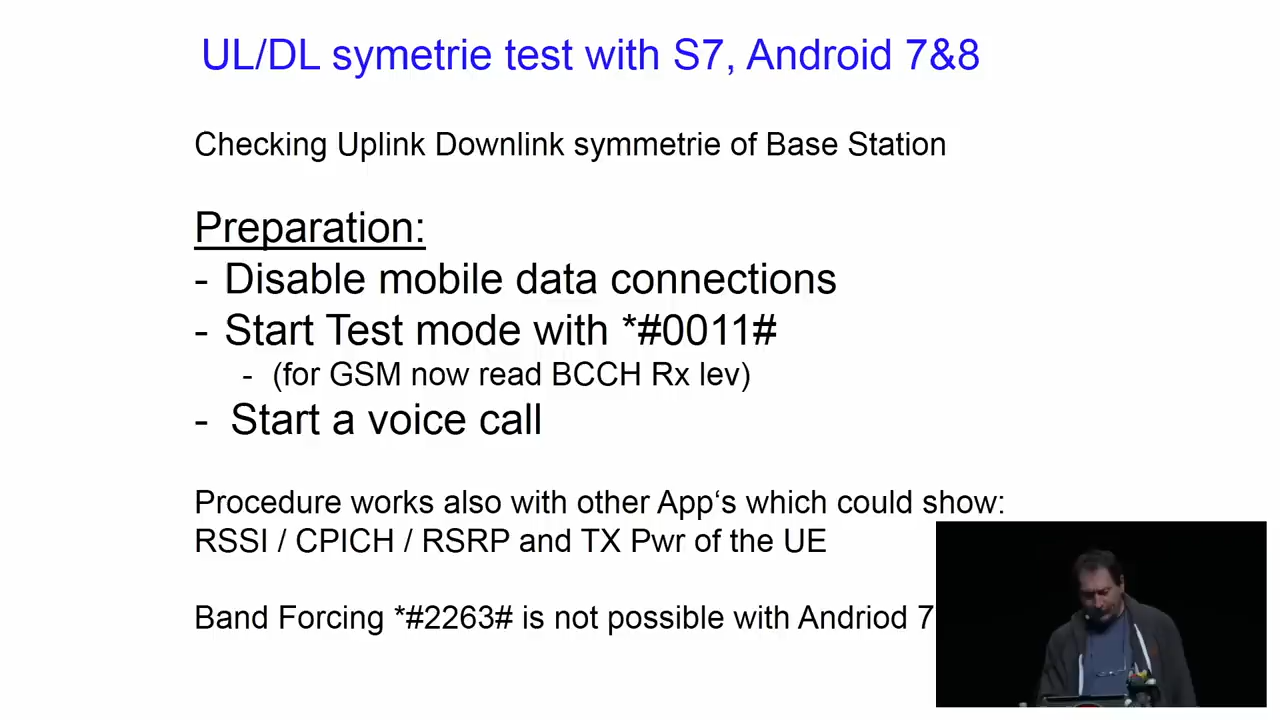 UL/DL symetrie test with S7, Android 7&8
Checking Uplink Downlink symmetrie of Base Station
Preparation:
- Disable mobile data connections
- Start Test mode with *#0011#
- (for GSM now read BCCH Rx lev)
- Start a voice call
Procedure works also with other App‘s which could show:
RSSI / CPICH / RSRP and TX Pwr of the UE
Band Forcing *#2263# is not possible with Andriod 7